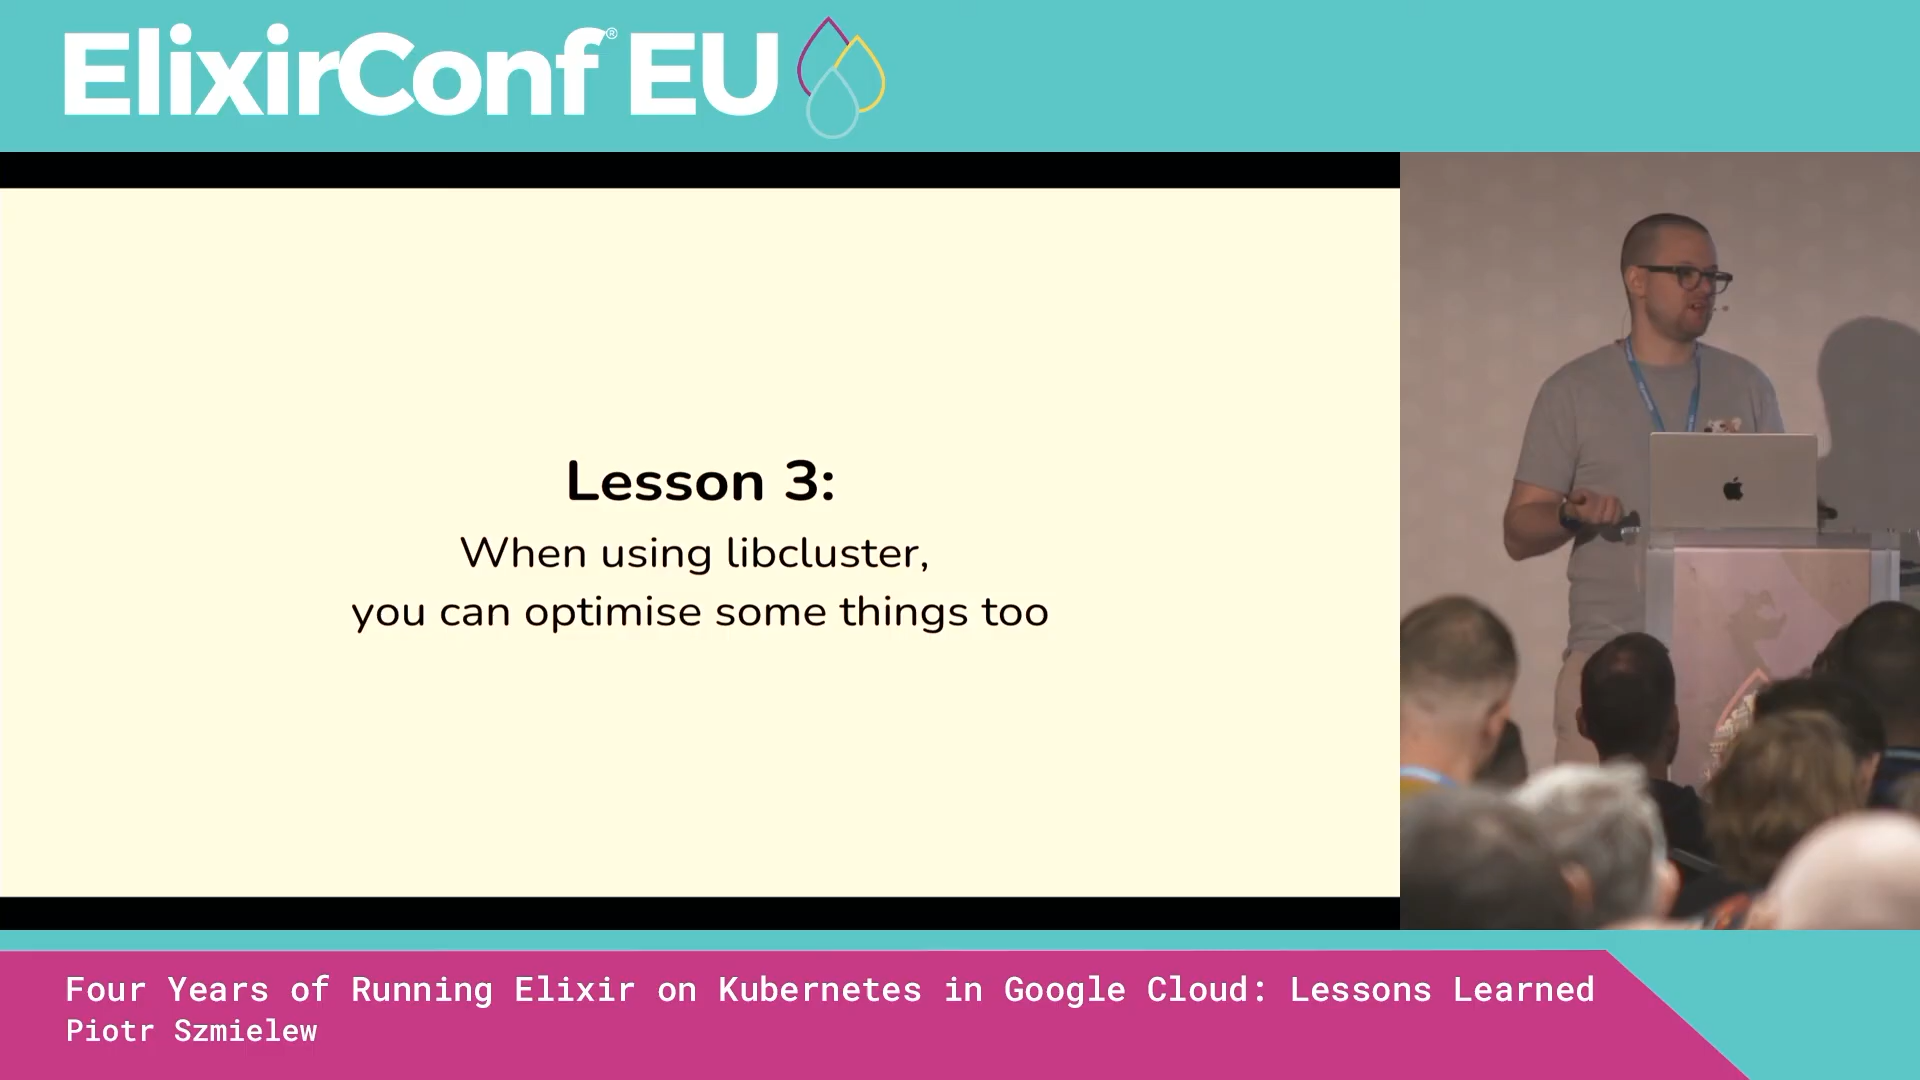 ElixirConf® EU
Lesson 3:
When using libcluster,
you can optimise some things too
Four Years of Running Elixir on Kubernetes in Google Cloud: Lessons Learned
Piotr Szmielew